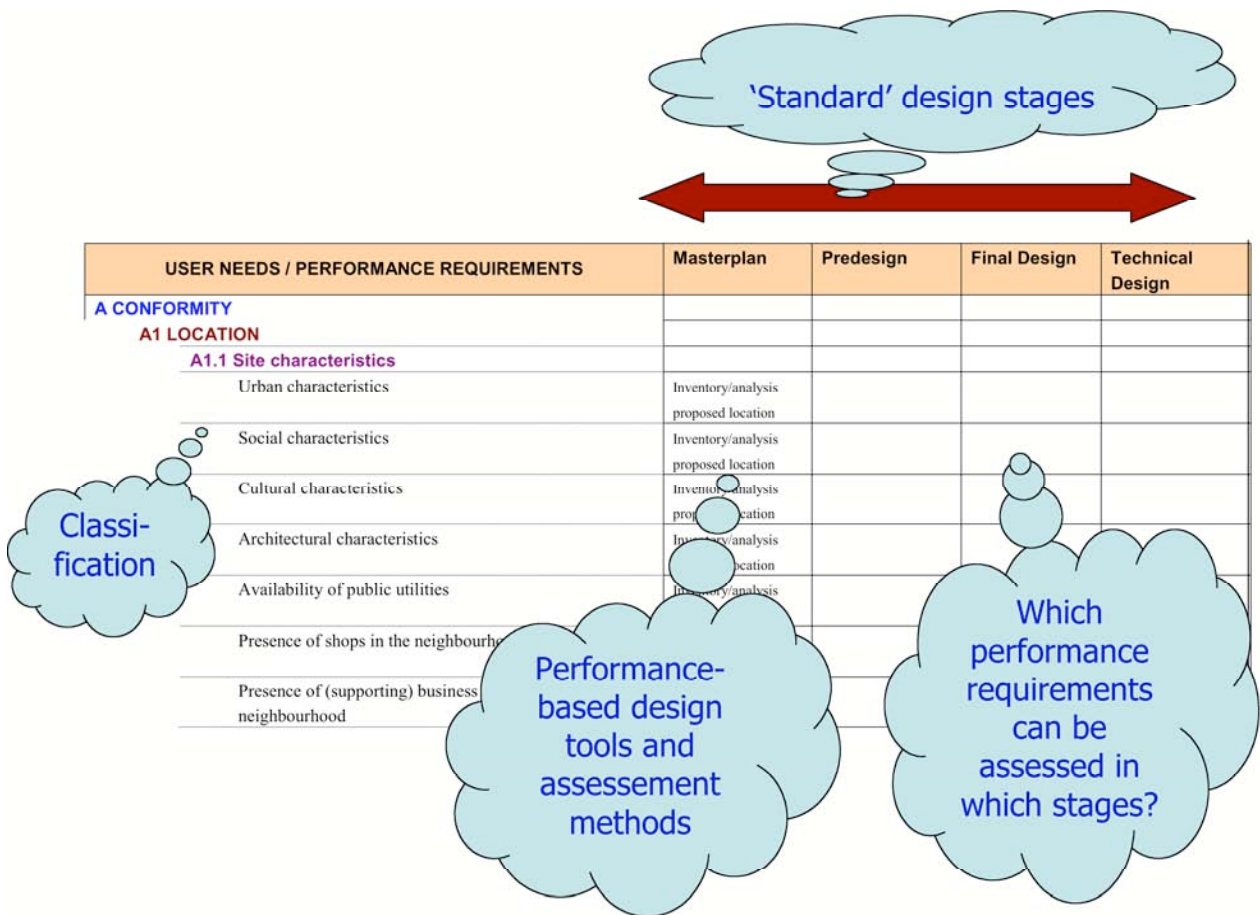 ‘Standard’ design stages
USER NEEDS / PERFORMANCE REQUIREMENTS
Masterplan
Predesign
Final Design
Technical
Design
A CONFORMITY
A1 LOCATION
A1.1 Site characteristics
Urban characteristics
Inventory/analysis
proposed location
Social characteristics
Inventory/analysis
proposed location
Cultural characteristics
Architectural characteristics
Availability of public utilities
Presence of shops in the
Presence of (supporting) business
neighbourhood
Classi-
fication
Performance-
based design
tools and
assessement
methods
Which
performance
requirements
can be
assessed in
which stages?